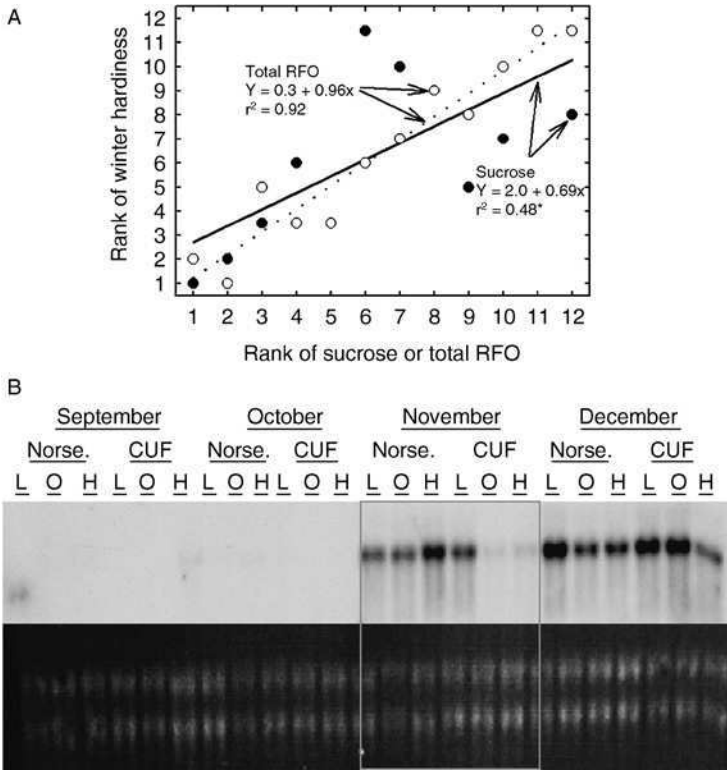 A
12
11
10
9
8
7
6
5
4
3
2
1
Rank of winter hardiness
Total RFO
Y = 0.3 + 0.96x
r² = 0.92
Sucrose
Y = 2.0 + 0.69x
r² = 0.48*
1 2 3 4 5 6 7 8 9 10 11 12
Rank of sucrose or total RFO
B
September October November December
Norse. CUF Norse. CUF Norse. CUF Norse. CUF
L O H L O H L O H L O H L O H L O H L O H L O H